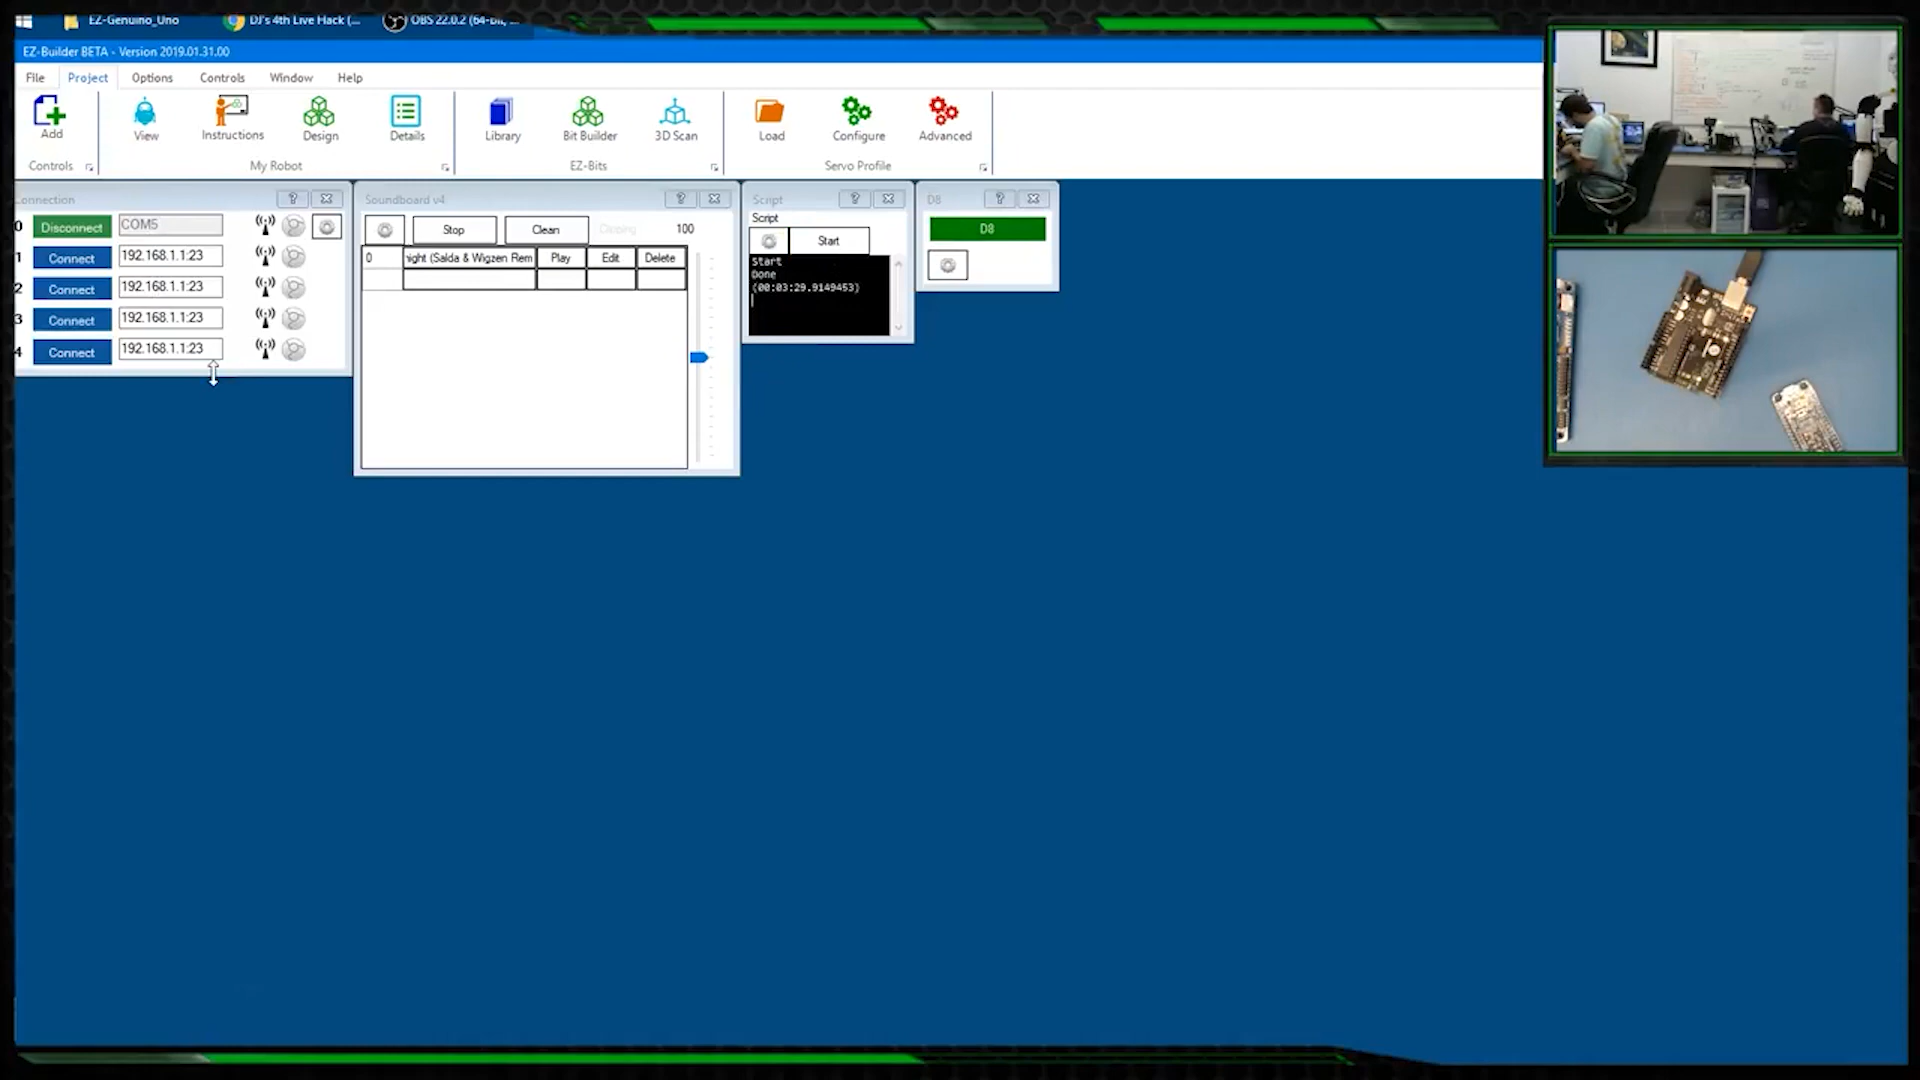 EZ-Genuino_Uno DJ's 4th Live Hack (... OBS 22.0.2 (64-bit, ...
EZ-Builder BETA - Version 2019.01.31.00
File Project Options Controls Window Help
Add View Instructions Design Details Library Bit Builder 3D Scan Load Configure Advanced
Controls My Robot EZ-Bits Servo Profile
onnection ? Soundboard v4 ? Script ? D8 ?
0 Disconnect COM5
1 Connect 192.168.1.1:23
2 Connect 192.168.1.1:23
3 Connect 192.168.1.1:23
4 Connect 192.168.1.1:23
Stop Clean 100
0 ight (Salda & Wigzen Rem Play Edit Delete
Script
Start
Start
Done
(00:03:29.9149453)
D8